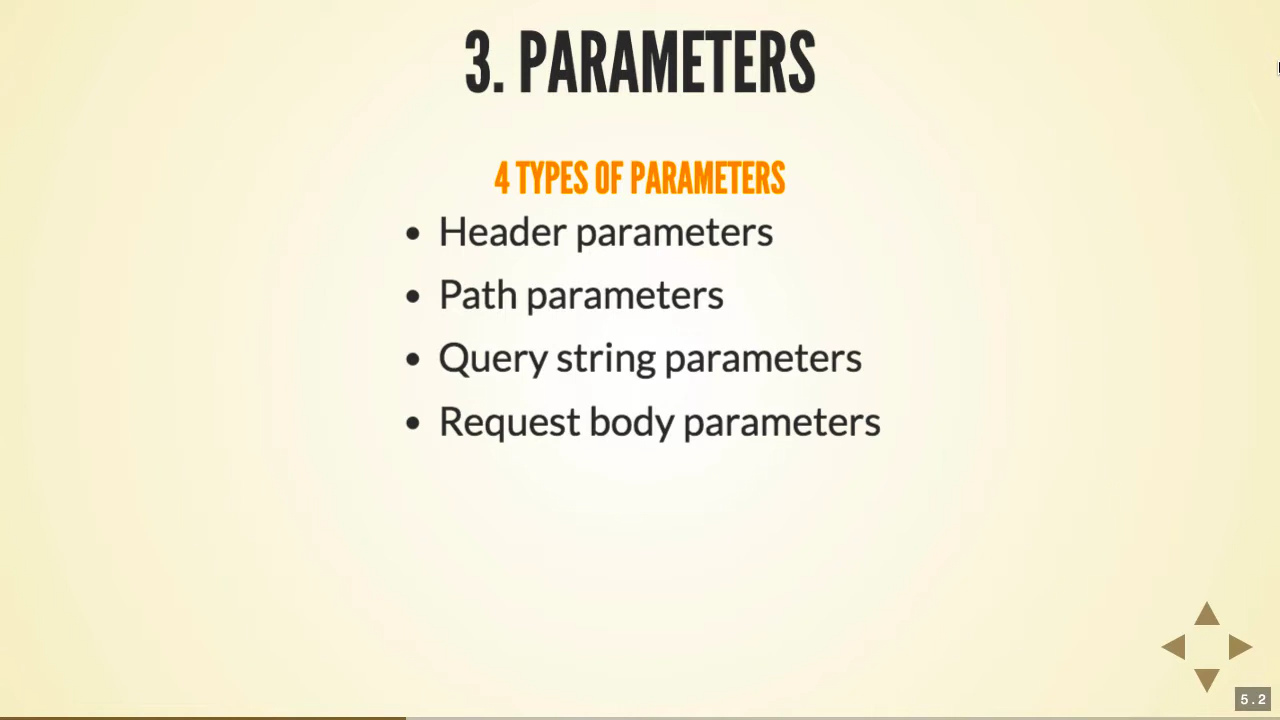 3. PARAMETERS
4 TYPES OF PARAMETERS
• Header parameters
• Path parameters
• Query string parameters
• Request body parameters
5.2